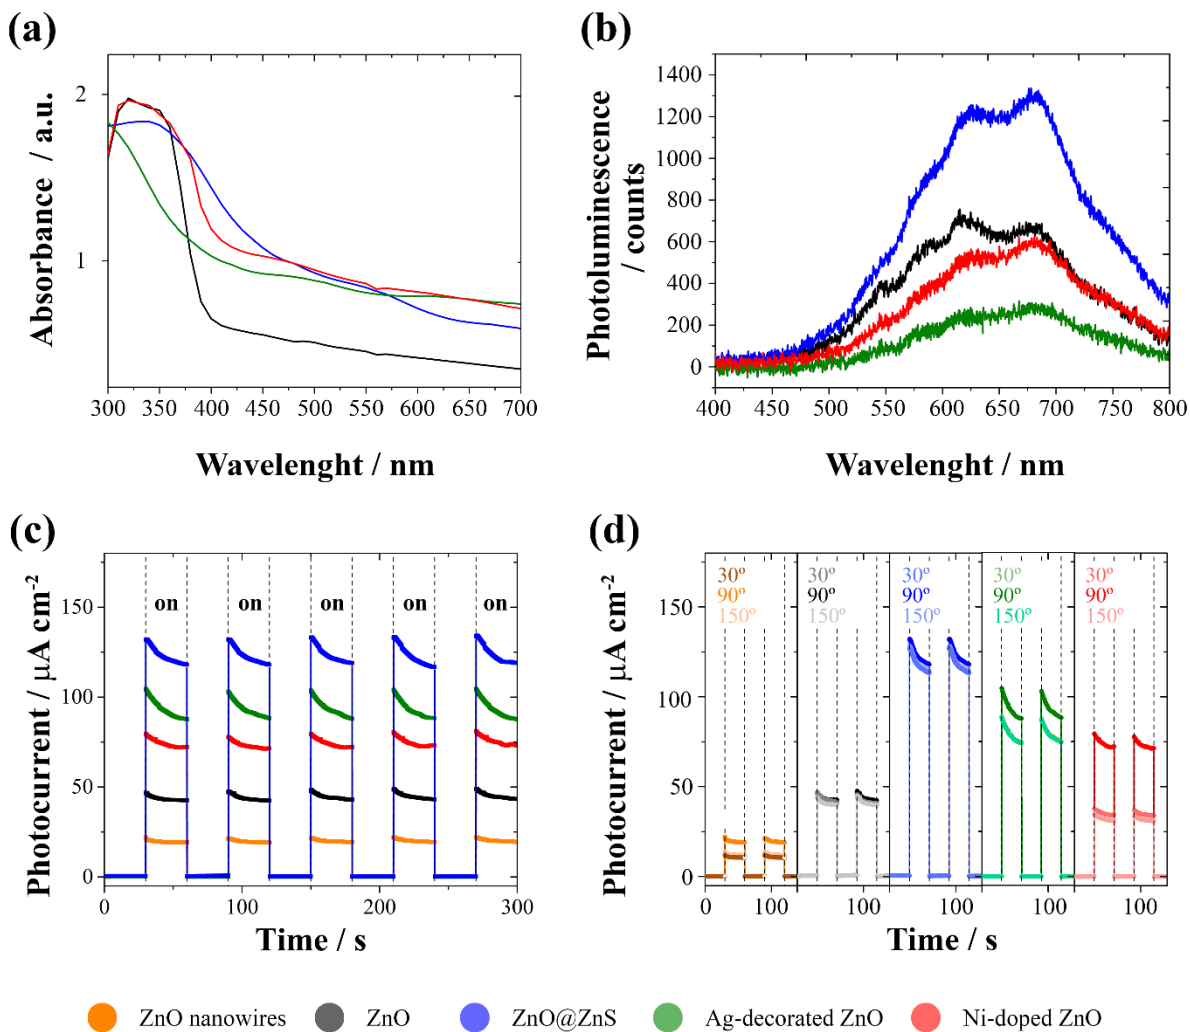 (a)
Absorbance / a.u.
2
1
300 350 400 450 500 550 600 650 700
Wavelenght / nm
(b)
Photoluminescence
/ counts
1400
1200
1000
800
600
400
200
0
400 450 500 550 600 650 700 750 800
Wavelenght / nm
(c)
Photocurrent / μA cm⁻²
150
100
50
0
on on on on on
0 100 200 300
Time / s
(d)
Photocurrent / μA cm⁻²
150
100
50
0
30º 30º 30º 30º 30º
90º 90º 90º 90º 90º
150º 150º 150º 150º 150º
0 100 100 100 100 100
Time / s
ZnO nanowires ZnO ZnO@ZnS Ag-decorated ZnO Ni-doped ZnO